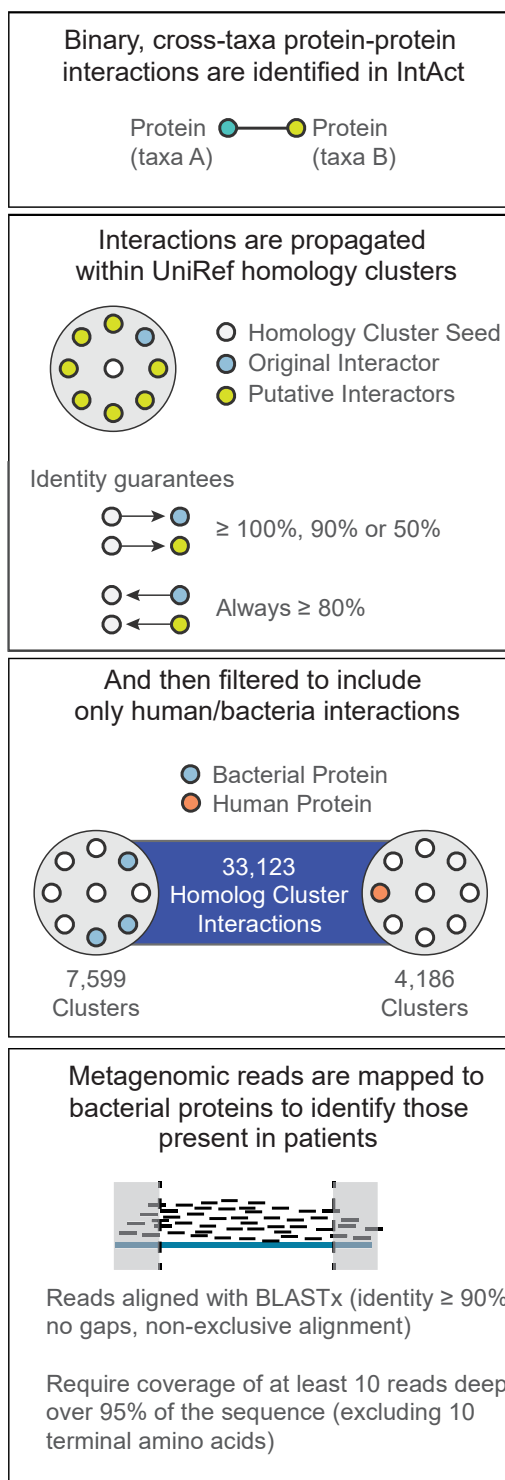 Binary, cross-taxa protein-protein
interactions are identified in IntAct
Protein
(taxa A)
Protein
(taxa B)
Interactions are propagated
within UniRef homology clusters
Homology Cluster Seed
Original Interactor
Putative Interactors
Identity guarantees
≥ 100%, 90% or 50%
Always ≥ 80%
And then filtered to include
only human/bacteria interactions
Bacterial Protein
Human Protein
33,123
Homolog Cluster
Interactions
7,599
Clusters
4,186
Clusters
Metagenomic reads are mapped to
bacterial proteins to identify those
present in patients
Reads aligned with BLASTx (identity ≥ 90%
no gaps, non-exclusive alignment)
Require coverage of at least 10 reads deep
over 95% of the sequence (excluding 10
terminal amino acids)